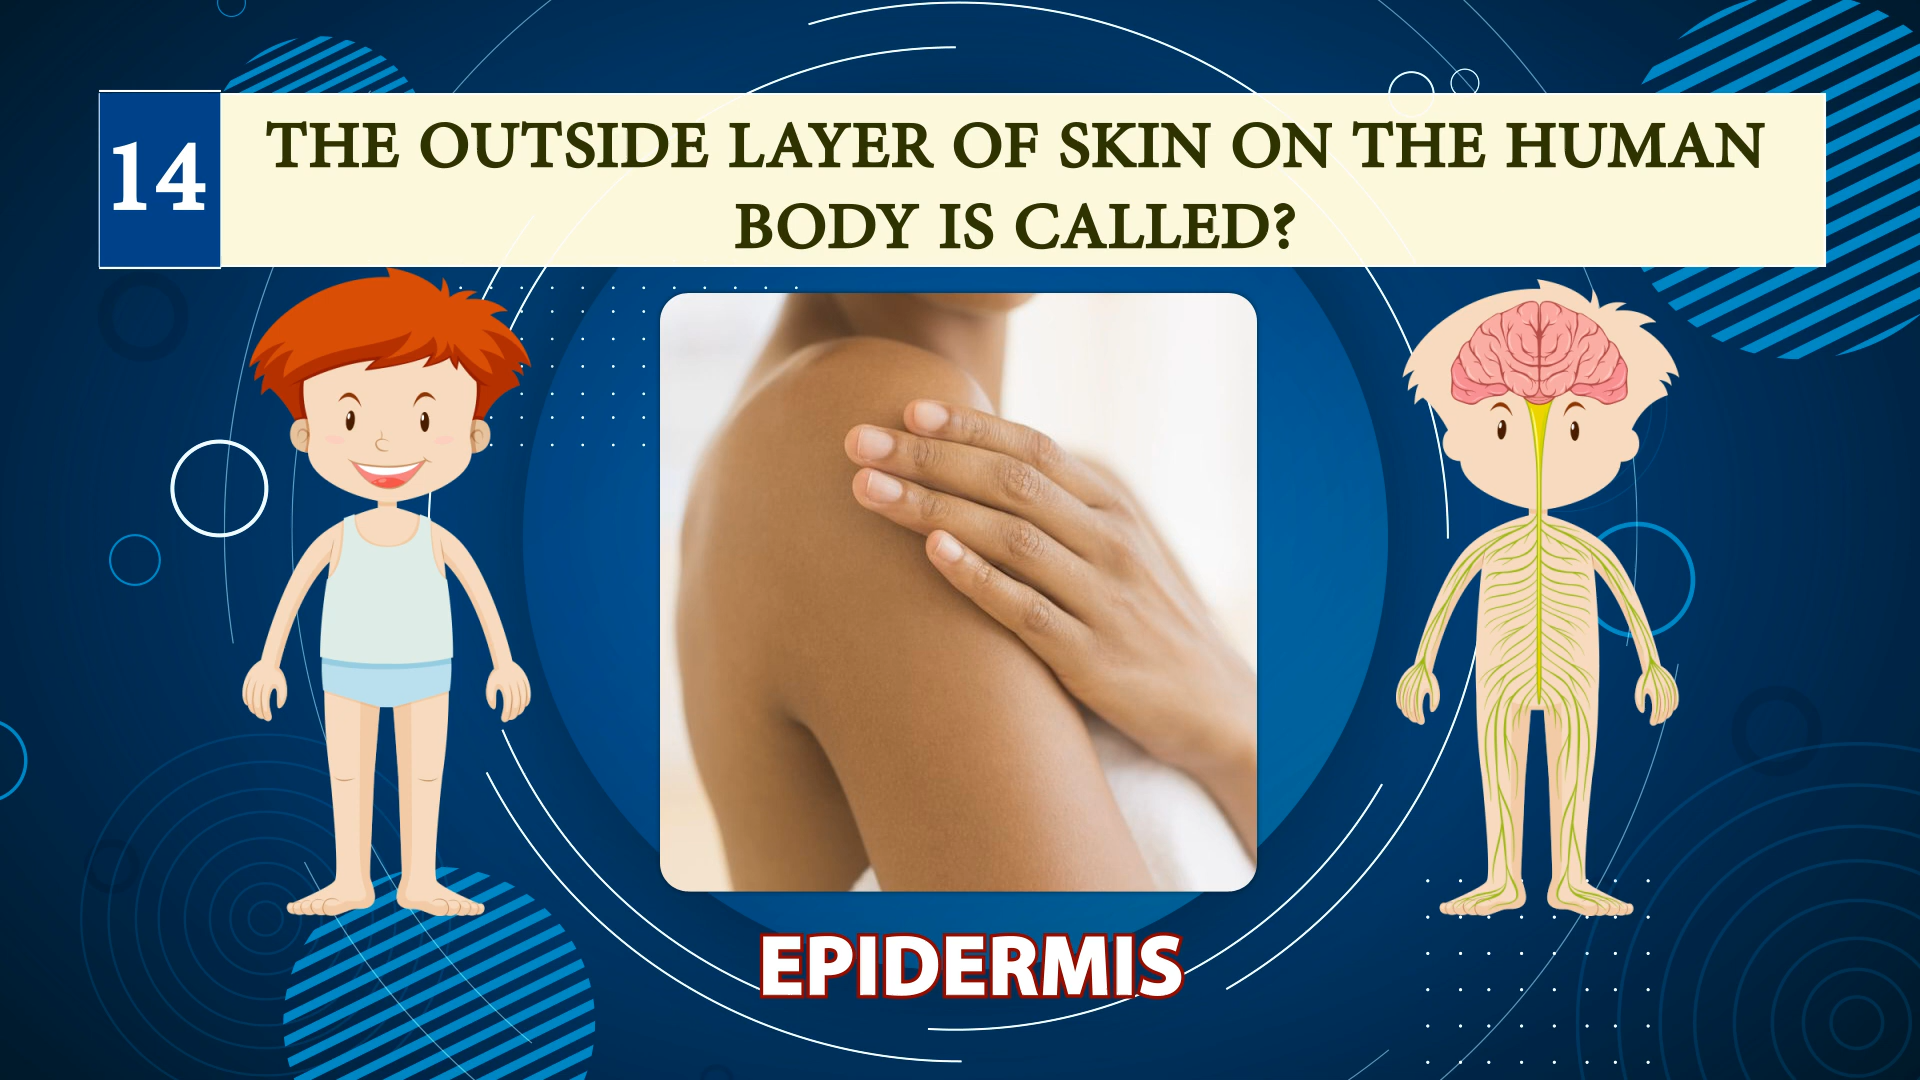 14
THE OUTSIDE LAYER OF SKIN ON THE HUMAN
BODY IS CALLED?
EPIDERMIS